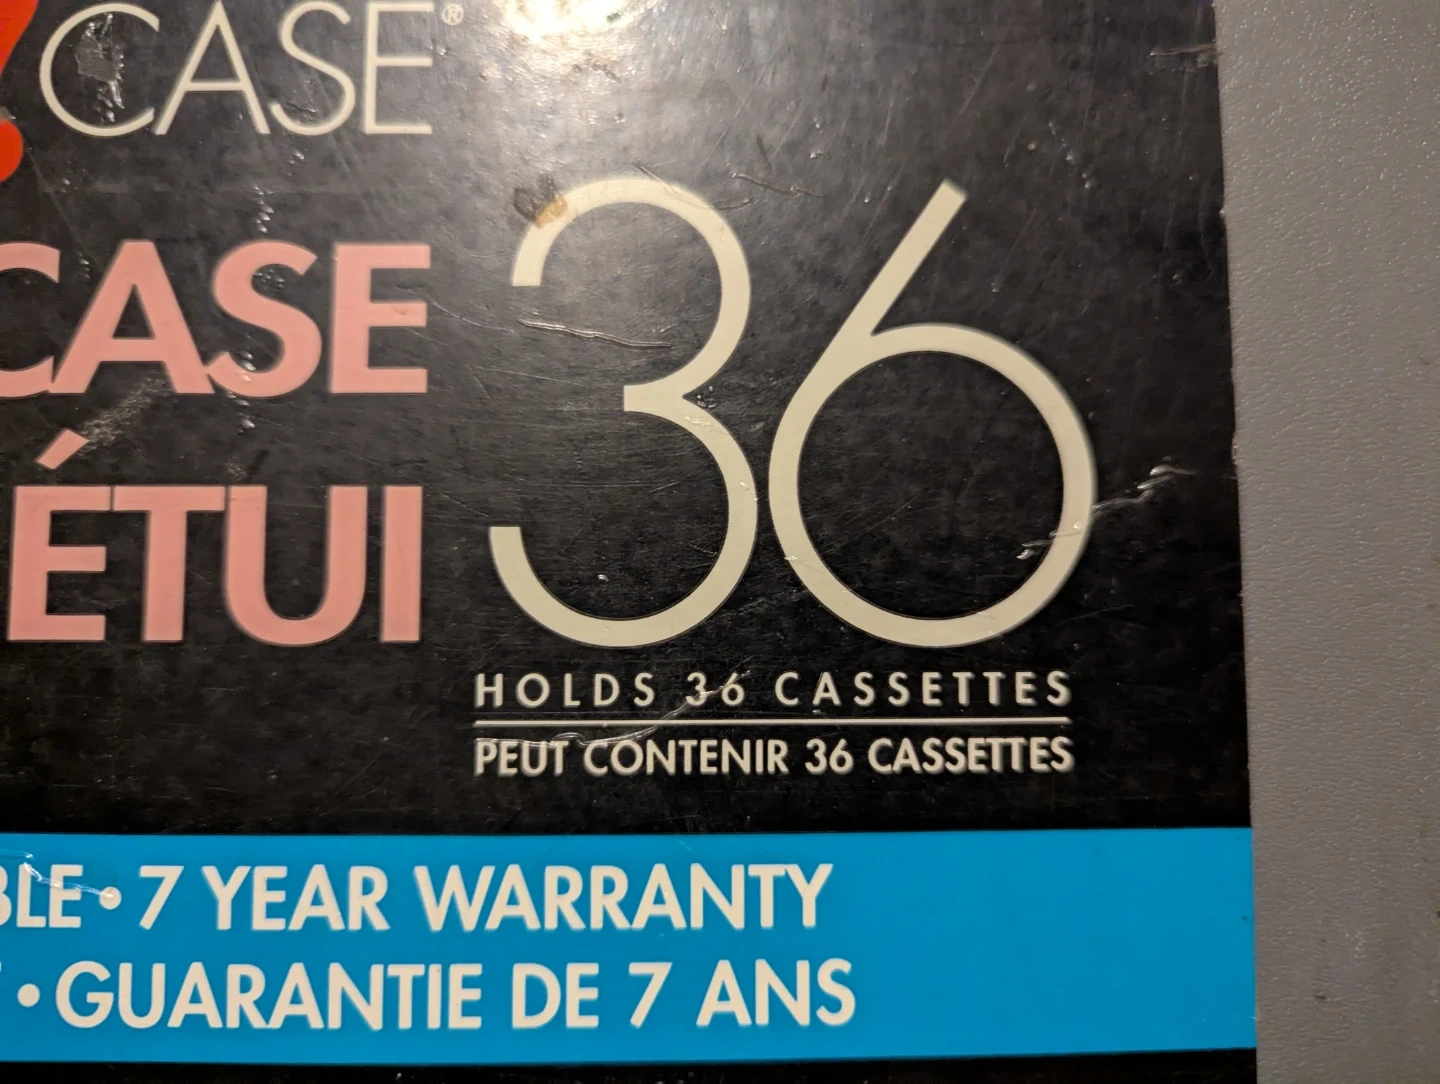 CASE®
CASE
ÉTUI
36
HOLDS 36 CASSETTES
PEUT CONTENIR 36 CASSETTES
BLE • 7 YEAR WARRANTY
• GUARANTIE DE 7 ANS